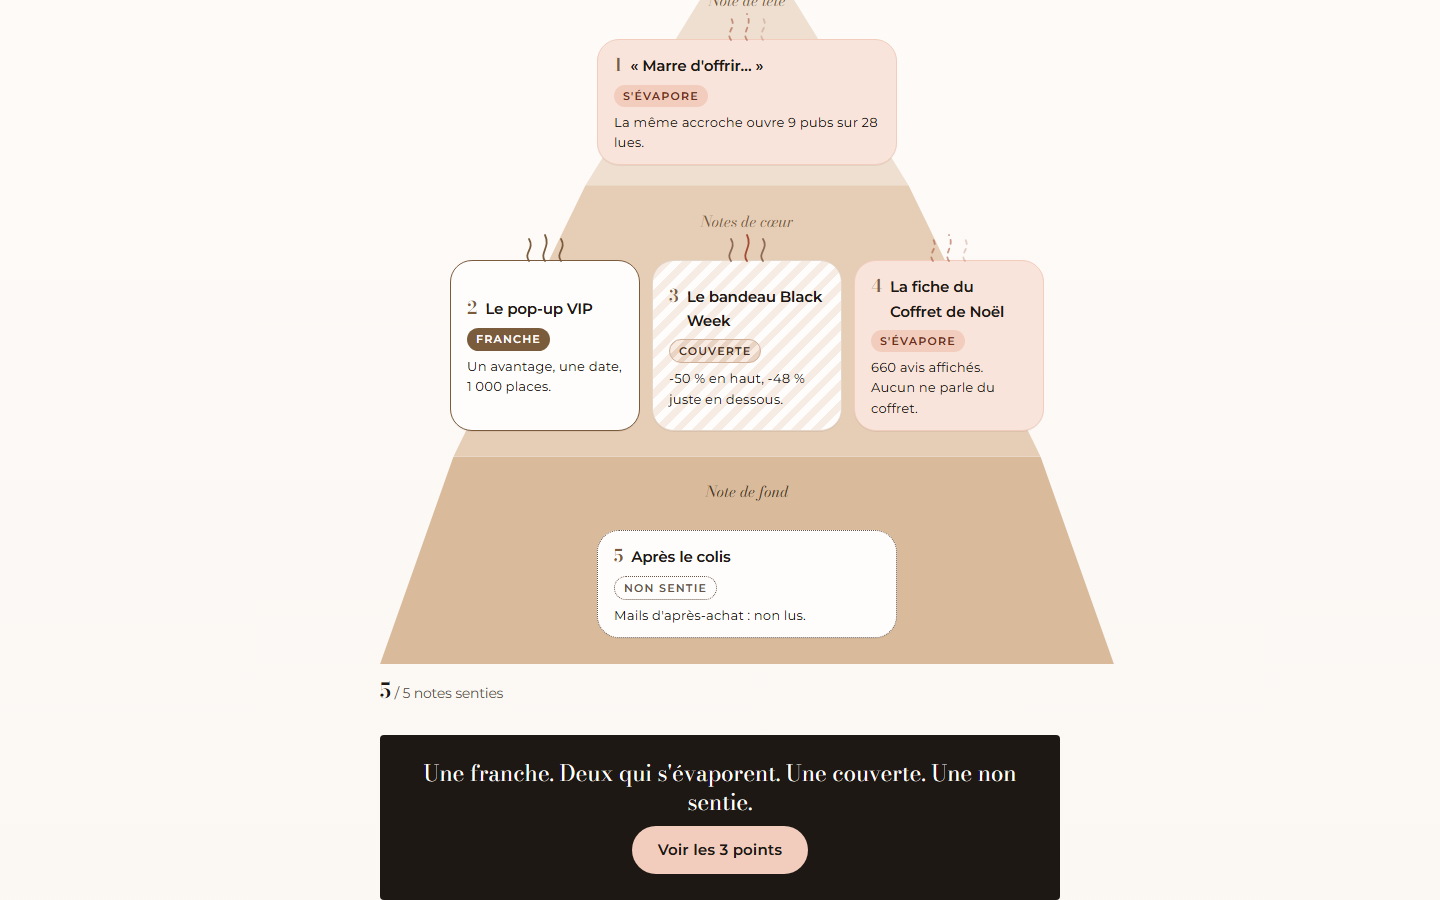 Note de tête
1 « Marre d'offrir... »
S'ÉVAPORE
La même accroche ouvre 9 pubs sur 28
lues.
Notes de cœur
2 Le pop-up VIP
FRANCHE
Un avantage, une date,
1 000 places.
3 Le bandeau Black
Week
COUVERTE
-50 % en haut, -48 %
juste en dessous.
4 La fiche du
Coffret de Noël
S'ÉVAPORE
660 avis affichés.
Aucun ne parle du
coffret.
Note de fond
5 Après le colis
NON SENTIE
Mails d'après-achat : non lus.
5 / 5 notes senties
Une franche. Deux qui s'évaporent. Une couverte. Une non
sentie.
Voir les 3 points